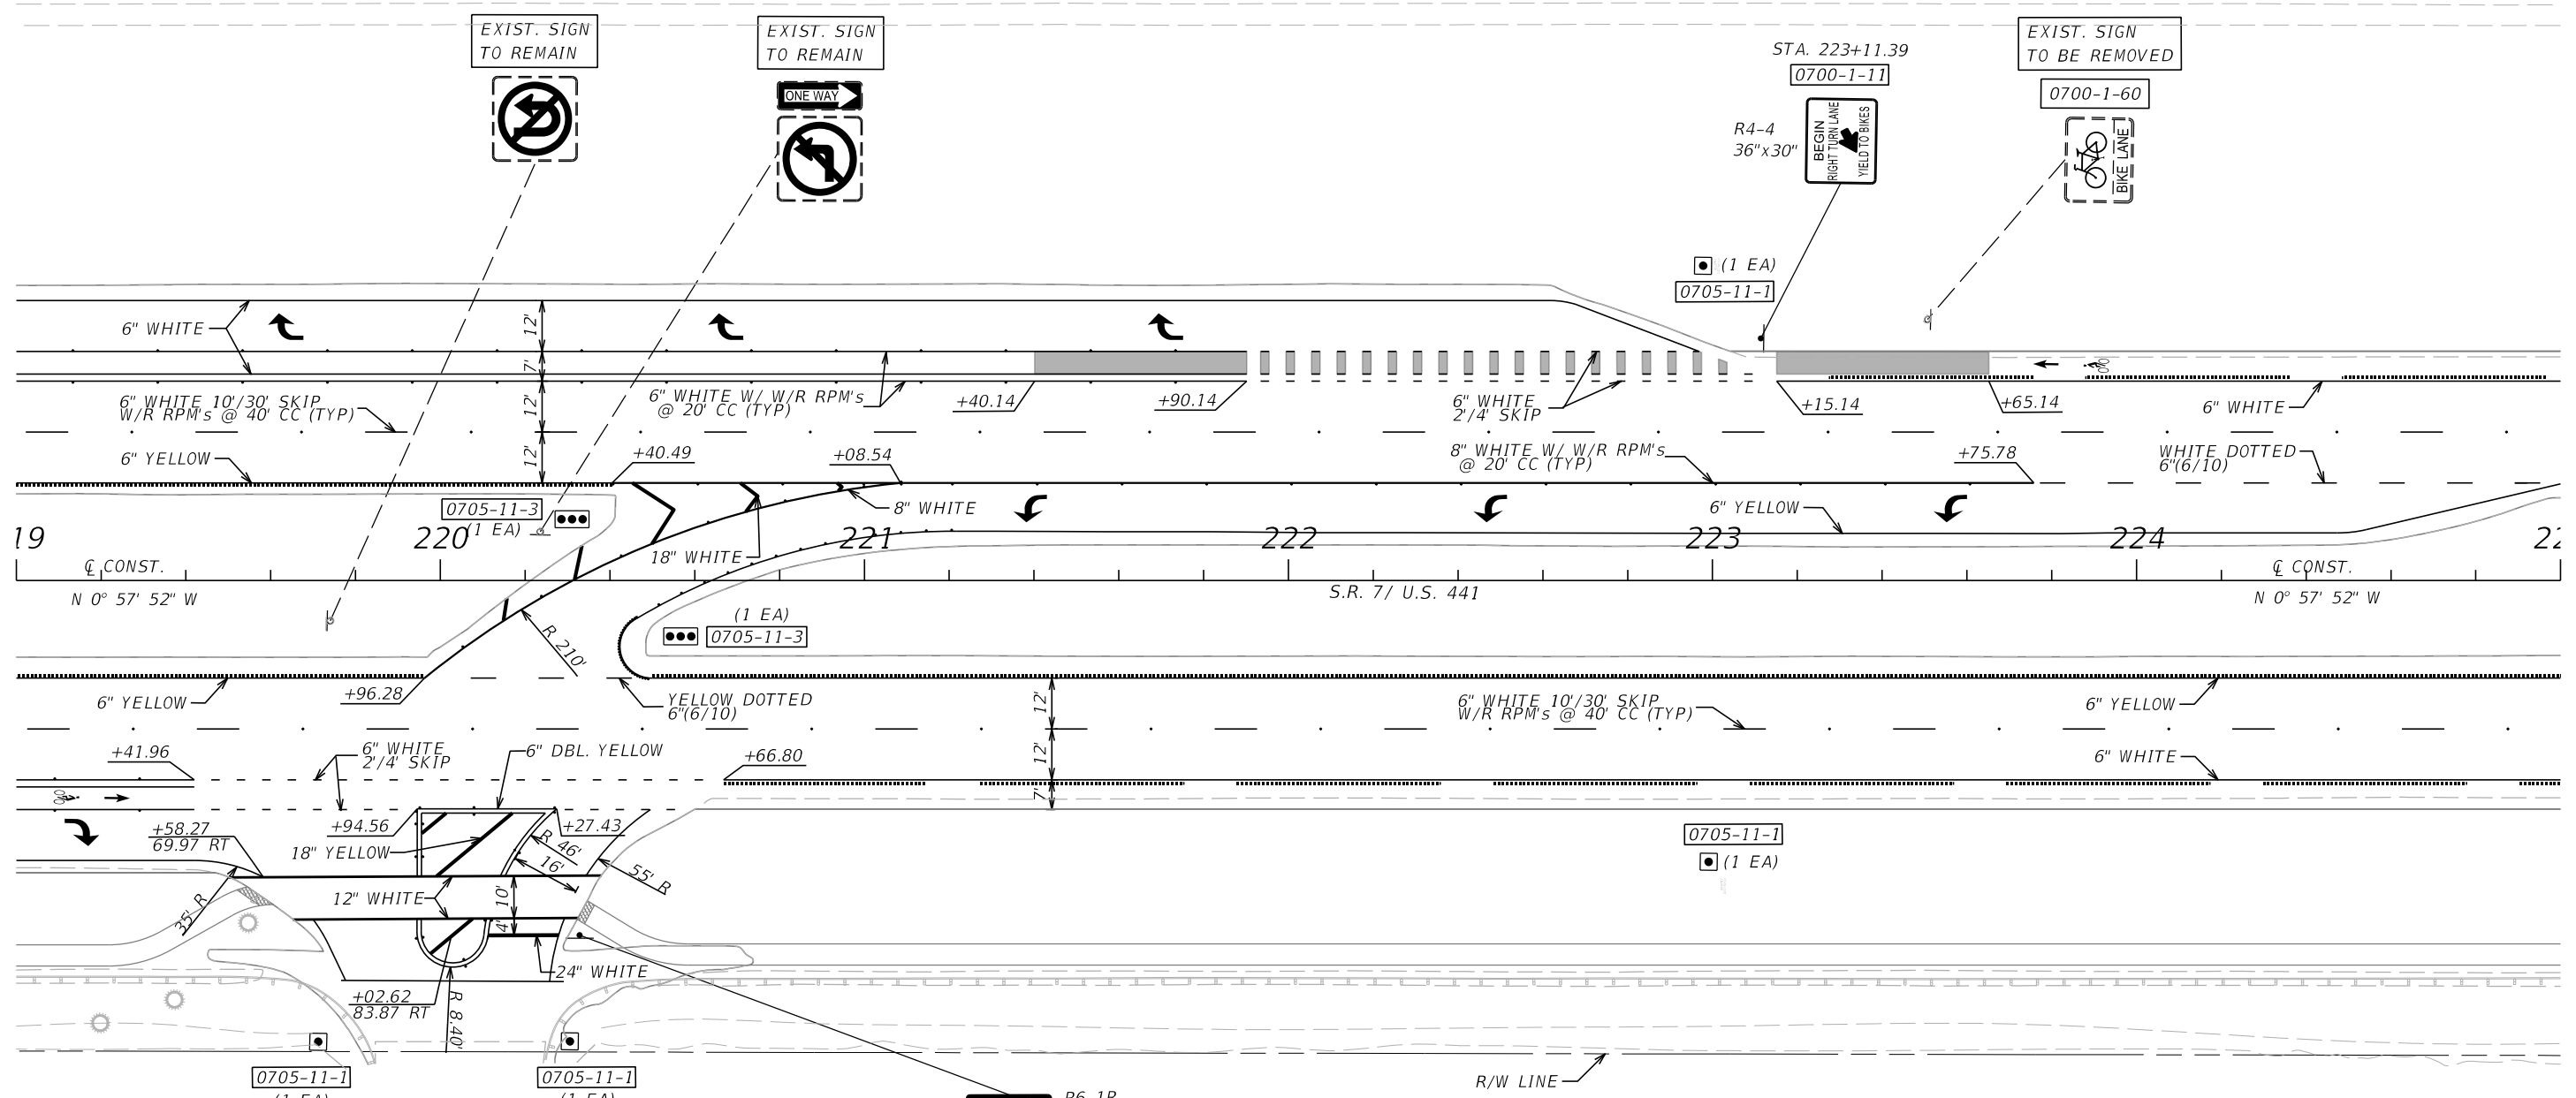 EXIST. SIGN
TO REMAIN
EXIST. SIGN
TO REMAIN
ONE WAY
STA. 223+11.39
0700-1-11
R4-4
36"x30"
BEGIN
RIGHT TURN LANE
YIELD TO BIKES
EXIST. SIGN
TO BE REMOVED
0700-1-60
BIKE LANE
(1 EA)
0705-11-1
6" WHITE
12'
7'
12'
12'
6" WHITE 10'/30' SKIP
W/R RPM's @ 40' CC (TYP)
6" WHITE W/ W/R RPM's
@ 20' CC (TYP)
+40.14
+90.14
6" WHITE
2'/4' SKIP
+15.14
+65.14
6" WHITE
6" YELLOW
+40.49
+08.54
8" WHITE W/ W/R RPM's
@ 20' CC (TYP)
+75.78
WHITE DOTTED
6"(6/10)
0705-11-3
(1 EA)
8" WHITE
6" YELLOW
18" WHITE
19
220
221
222
223
224
22
℄ CONST.
N 0° 57' 52" W
S.R. 7/ U.S. 441
℄ CONST.
N 0° 57' 52" W
(1 EA)
0705-11-3
R 210'
6" YELLOW
+96.28
YELLOW DOTTED
6"(6/10)
12'
12'
7'
6" WHITE 10'/30' SKIP
W/R RPM's @ 40' CC (TYP)
6" YELLOW
+41.96
6" WHITE
2'/4' SKIP
6" DBL. YELLOW
+66.80
6" WHITE
+58.27
69.97 RT
+94.56
+27.43
18" YELLOW
R 46'
16'
55' R
0705-11-1
(1 EA)
35' R
12" WHITE
10'
4'
24" WHITE
+02.62
83.87 RT
R 8.40'
0705-11-1
(1 EA)
0705-11-1
(1 EA)
R6-1R
R/W LINE